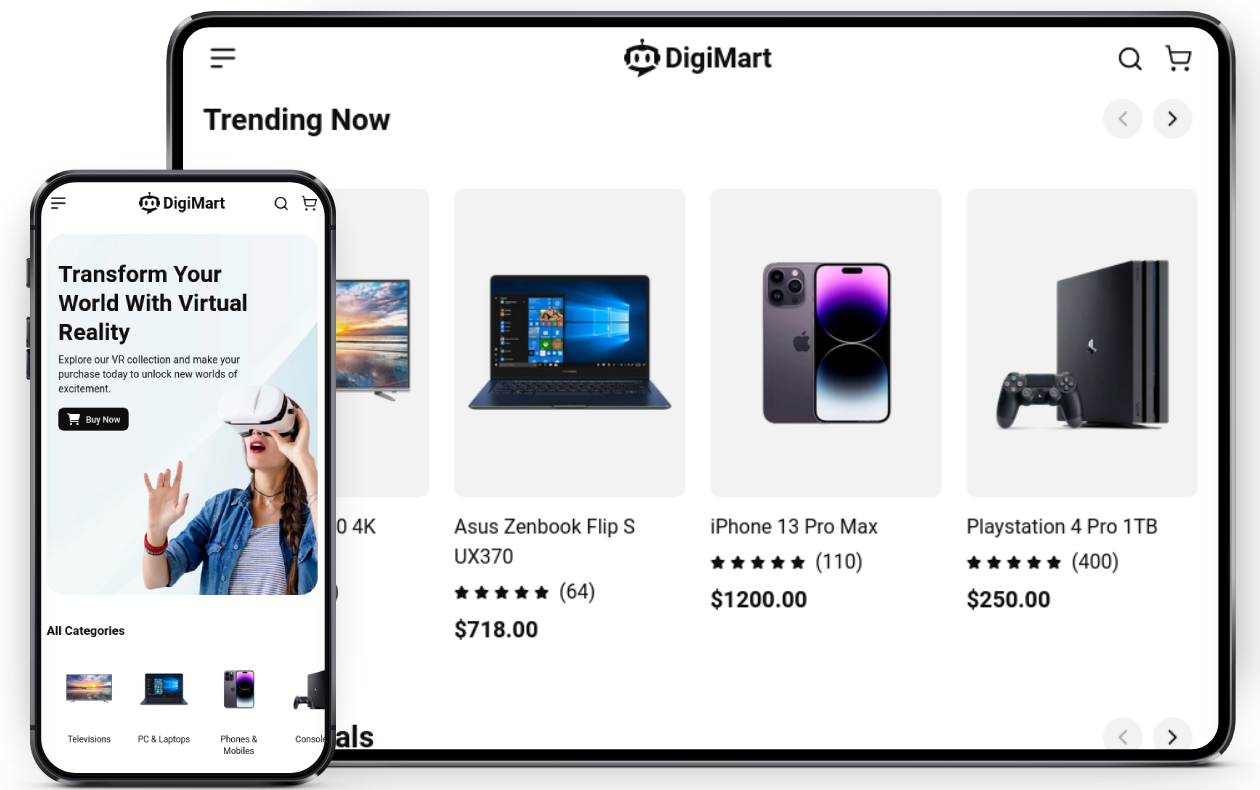 DigiMart
Trending Now
0 4K
)
Asus Zenbook Flip S
UX370
(64)
$718.00
iPhone 13 Pro Max
(110)
$1200.00
Playstation 4 Pro 1TB
(400)
$250.00
als
DigiMart
Transform Your
World With Virtual
Reality
Explore our VR collection and make your
purchase today to unlock new worlds of
excitement.
Buy Now
All Categories
Televisions
PC & Laptops
Phones &
Mobiles
Console